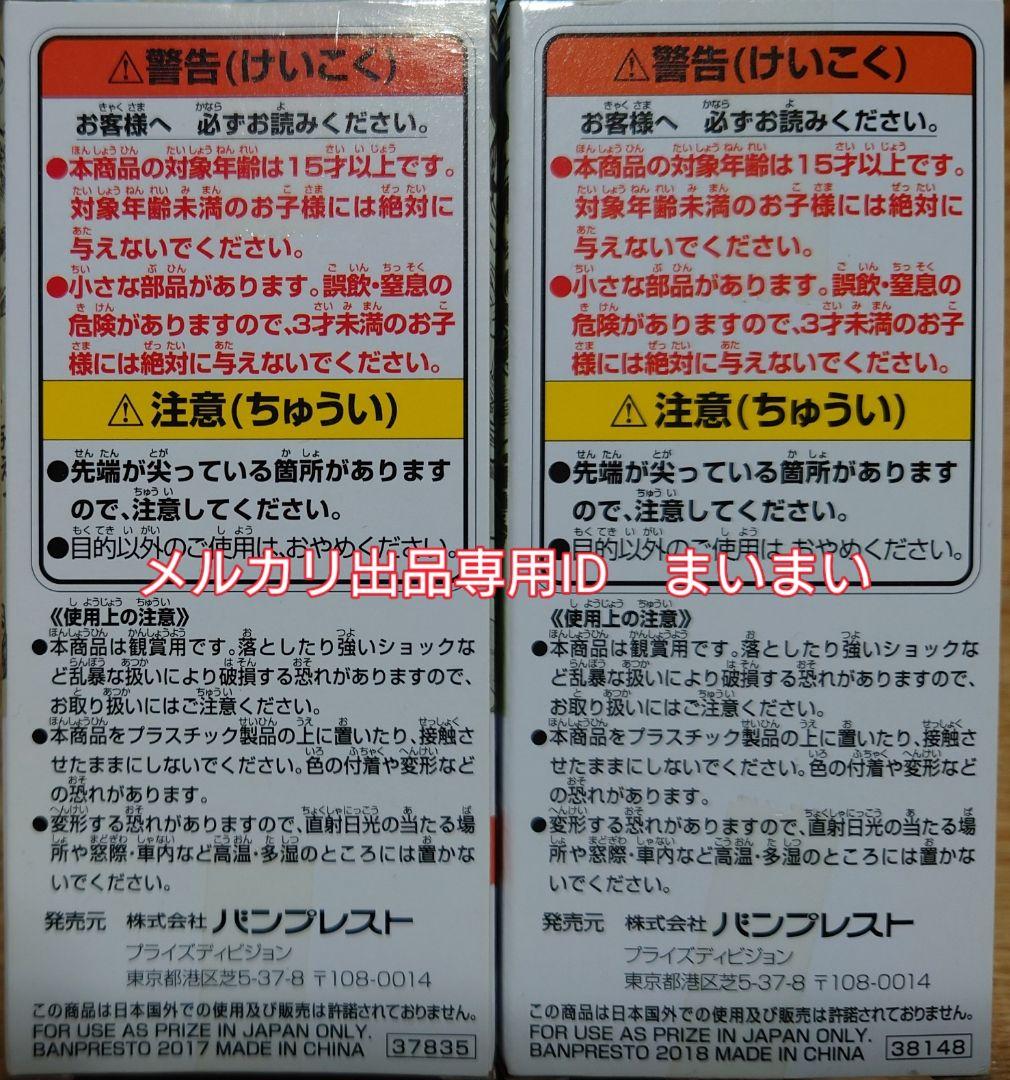 ⚠警告(けいこく)
お客様へ 必ずお読みください。
●本商品の対象年齢は15才以上です。
対象年齢未満のお子様には絶対に
与えないでください。
●小さな部品があります。誤飲・窒息の
危険がありますので、3才未満のお子
様には絶対に与えないでください。
⚠注意(ちゅうい)
●先端が尖っている箇所があります
ので、注意してください。
●目的以外のご使用は、おやめください。
《使用上の注意》
●本商品は観賞用です。落としたり強いショックな
ど乱暴な扱いにより破損する恐れがありますので、
お取り扱いにはご注意ください。
●本商品をプラスチック製品の上に置いたり、接触さ
せたままにしないでください。色の付着や変形など
の恐れがあります。
●変形する恐れがありますので、直射日光の当たる場
所や窓際・車内など高温・多湿のところには置かな
いでください。
発売元 株式会社 バンプレスト
プライズディビジョン
東京都港区芝5-37-8 〒108-0014
この商品は日本国外での使用及び販売は許諾されておりません。
FOR USE AS PRIZE IN JAPAN ONLY.
BANPRESTO 2017 MADE IN CHINA 37835
⚠警告(けいこく)
お客様へ 必ずお読みください。
●本商品の対象年齢は15才以上です。
対象年齢未満のお子様には絶対に
与えないでください。
●小さな部品があります。誤飲・窒息の
危険がありますので、3才未満のお子
様には絶対に与えないでください。
⚠注意(ちゅうい)
●先端が尖っている箇所があります
ので、注意してください。
●目的以外のご使用は、おやめください。
《使用上の注意》
●本商品は観賞用です。落としたり強いショックな
ど乱暴な扱いにより破損する恐れがありますので、
お取り扱いにはご注意ください。
●本商品をプラスチック製品の上に置いたり、接触さ
せたままにしないでください。色の付着や変形など
の恐れがあります。
●変形する恐れがありますので、直射日光の当たる場
所や窓際・車内など高温・多湿のところには置かな
いでください。
発売元 株式会社 バンプレスト
プライズディビジョン
東京都港区芝5-37-8 〒108-0014
この商品は日本国外での使用及び販売は許諾されておりません。
FOR USE AS PRIZE IN JAPAN ONLY.
BANPRESTO 2018 MADE IN CHINA 38148
メルカリ出品専用ID まいまい